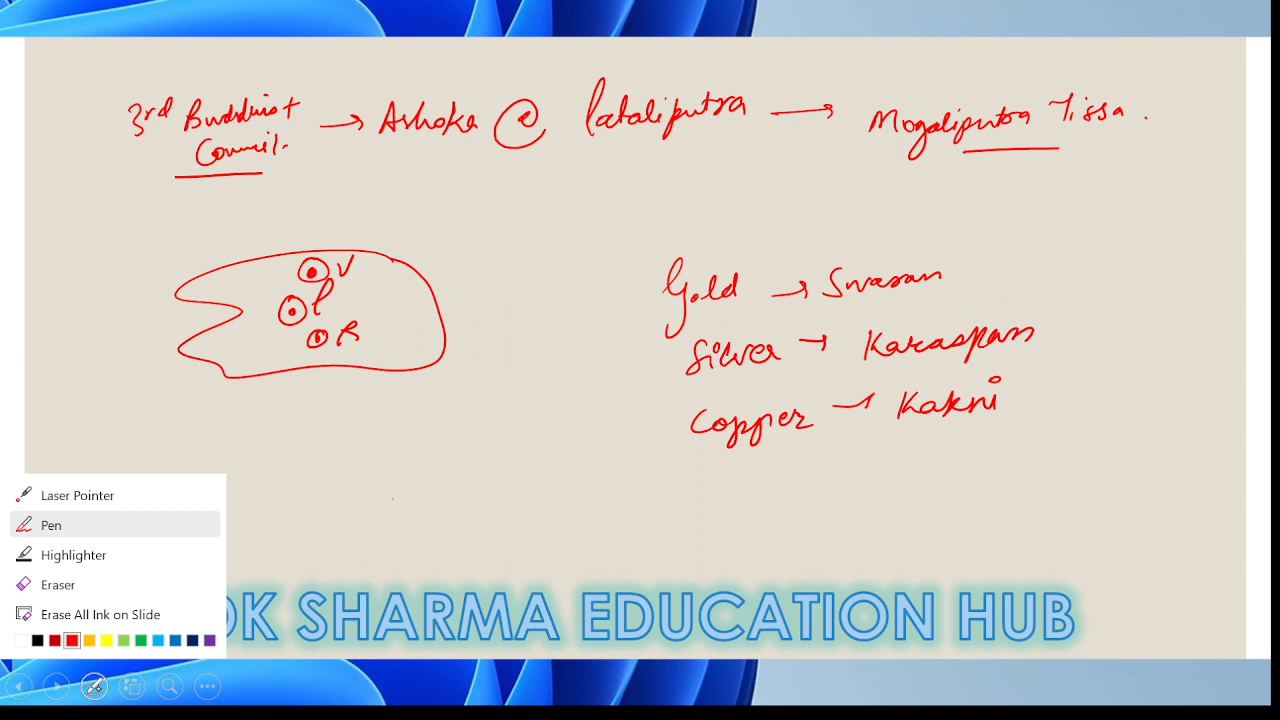 3rd Buddhist Council. → Ashoka @ Pataliputra → Mogaliputra Tissa.
V
P
R
Gold → Swaran
Silver → Karaspan
Copper → Kakni
Laser Pointer
Pen
Highlighter
Eraser
Erase All Ink on Slide
OK SHARMA EDUCATION HUB